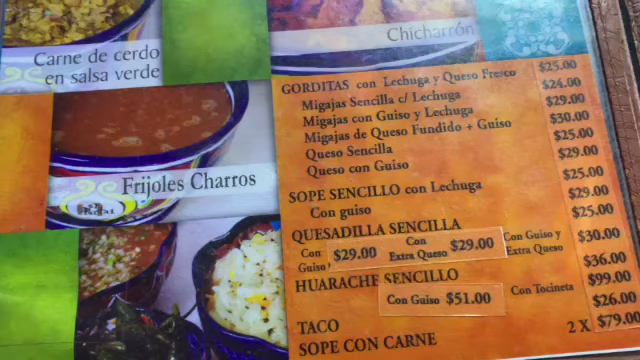 Carne de cerdo
en salsa verde
Chicharrón
Frijoles Charros
GORDITAS con Lechuga y Queso Fresco $25.00
Migajas Sencilla c/ Lechuga $24.00
Migajas con Guiso y Lechuga $29.00
Migajas de Queso Fundido + Guiso $30.00
Queso Sencilla $25.00
Queso con Guiso $29.00
SOPE SENCILLO con Lechuga $25.00
Con guiso $29.00
QUESADILLA SENCILLA $25.00
Con Guiso $29.00 Con Extra Queso $29.00 Con Guiso y Extra Queso $30.00
HUARACHE SENCILLO $36.00
Con Guiso $51.00 Con Tocineta $99.00
TACO $26.00
SOPE CON CARNE 2 X $79.00